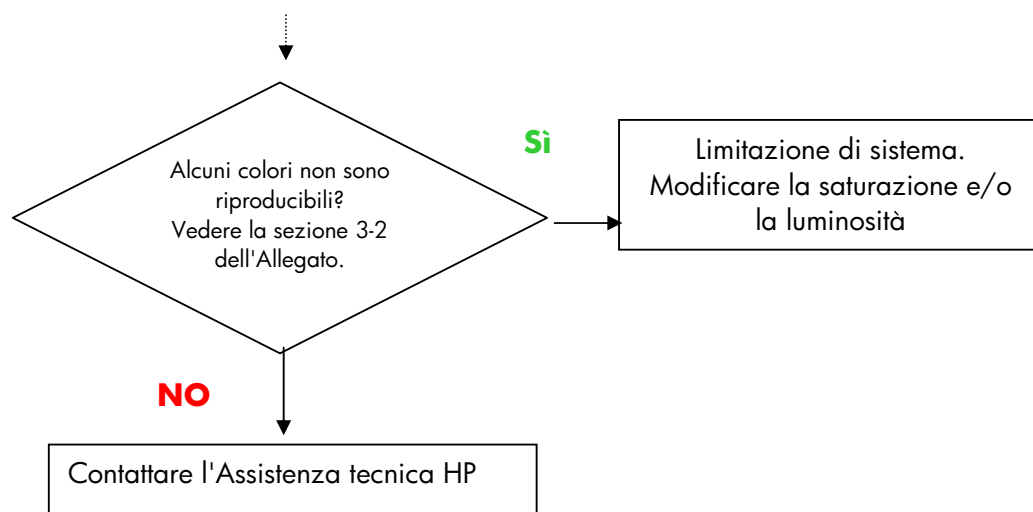 Alcuni colori non sono
riproducibili?
Vedere la sezione 3-2
dell'Allegato.
Sì
Limitazione di sistema.
Modificare la saturazione e/o
la luminosità
NO
Contattare l'Assistenza tecnica HP